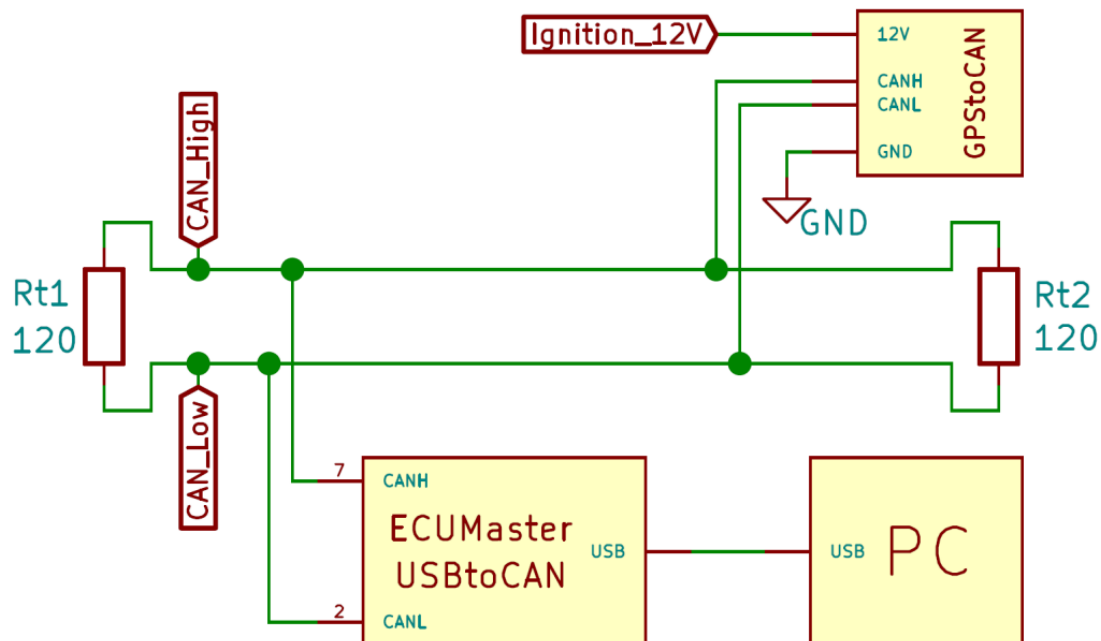 Ignition_12V
12V
CANH
CANL
GND
GPStoCAN
GND
CAN_High
Rt1
120
Rt2
120
CAN_Low
7
CANH
ECUMaster
USBtoCAN
USB
2
CANL
USB
PC